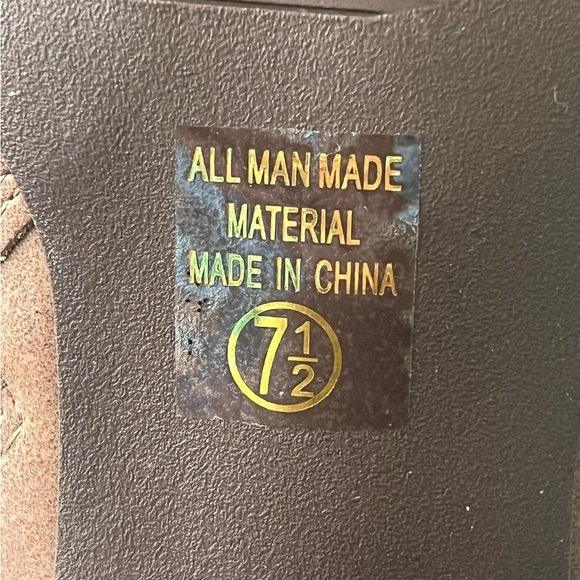 ALL MAN MADE
MATERIAL
MADE IN CHINA
7 1/2